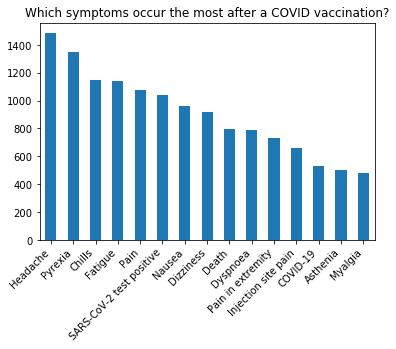 Which symptoms occur the most after a COVID vaccination?
1400
1200
1000
800
600
400
200
0
Headache
Pyrexia
Chills
Fatigue
Pain
SARS-CoV-2 test positive
Nausea
Dizziness
Death
Dyspnoea
Pain in extremity
Injection site pain
COVID-19
Asthenia
Myalgia